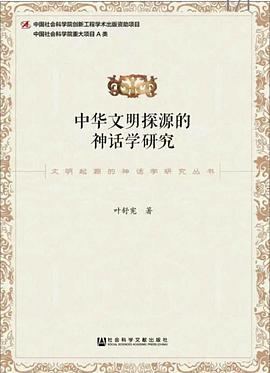 中国社会科学院创新工程学术出版资助项目
中国社会科学院重大项目A类
中华文明探源的
神话学研究
文明起源的神话学研究丛书
叶舒宪 著
社会科学文献出版社
SOCIAL SCIENCES ACADEMIC PRESS (CHINA)